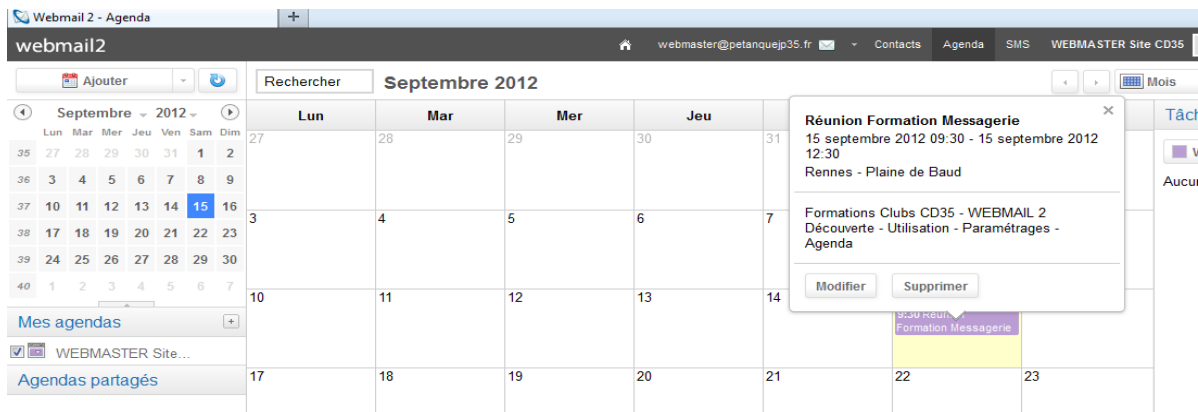 Webmail 2 - Agenda
+
webmail2
webmaster@petanquejp35.fr Contacts Agenda SMS WEBMASTER Site CD35
Ajouter
Rechercher
Septembre 2012
Mois
Septembre 2012
Lun Mar Mer Jeu Ven Sam Dim
35 27 28 29 30 31 1 2
36 3 4 5 6 7 8 9
37 10 11 12 13 14 15 16
38 17 18 19 20 21 22 23
39 24 25 26 27 28 29 30
40 1 2 3 4 5 6 7
Mes agendas
+
WEBMASTER Site...
Agendas partagés
Lun Mar Mer Jeu
27 28 29 30 31
3 4 5 6 7
10 11 12 13 14
9:30
Formation Messagerie
17 18 19 20 21 22 23
Réunion Formation Messagerie
15 septembre 2012 09:30 - 15 septembre 2012
12:30
Rennes - Plaine de Baud
Formations Clubs CD35 - WEBMAIL 2
Découverte - Utilisation - Paramétrages -
Agenda
Modifier Supprimer